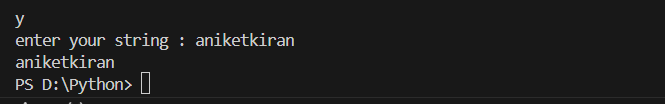 y
enter your string : aniketkiran
aniketkiran
PS D:\Python>